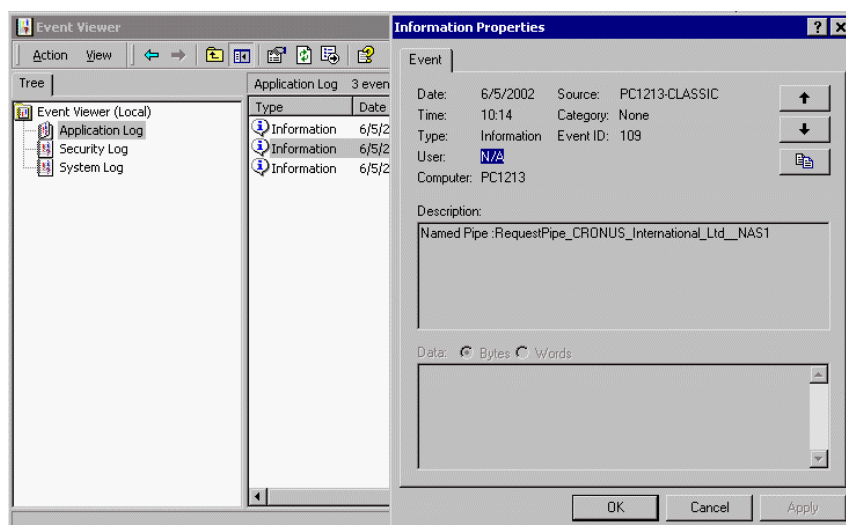 Event Viewer
Action View
Tree
Event Viewer (Local)
Application Log
Security Log
System Log
Application Log 3 even
Type Date
Information 6/5/2
Information 6/5/2
Information 6/5/2
Information Properties
Event
Date: 6/5/2002 Source: PC1213-CLASSIC
Time: 10:14 Category: None
Type: Information Event ID: 109
User: N/A
Computer: PC1213
Description:
Named Pipe :RequestPipe_CRONUS_International_Ltd__NAS1
Data: Bytes Words
OK Cancel Apply